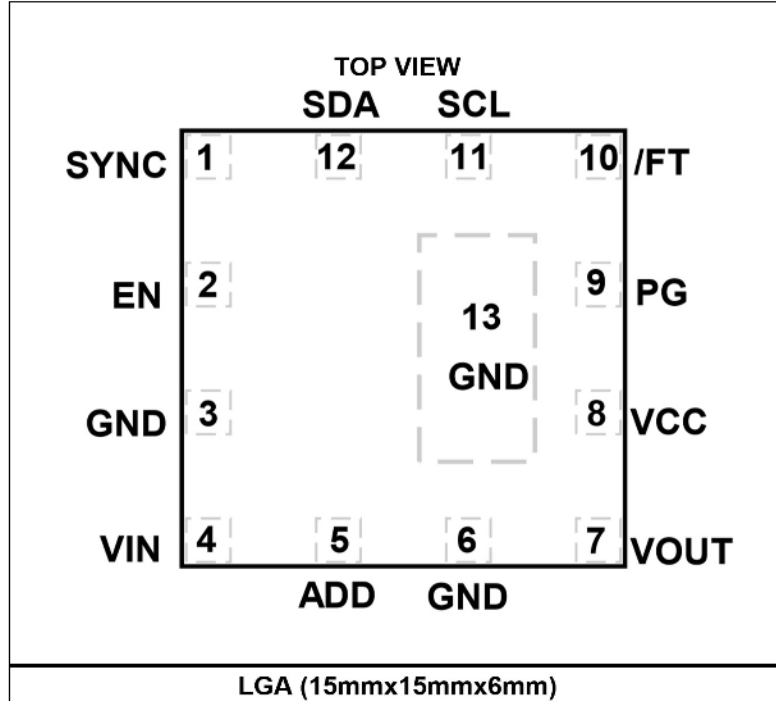 TOP VIEW
SDA SCL
SYNC 1 12 11 10 /FT
EN 2 9 PG
13
GND
GND 3 8 VCC
VIN 4 5 6 7 VOUT
ADD GND
LGA (15mmx15mmx6mm)